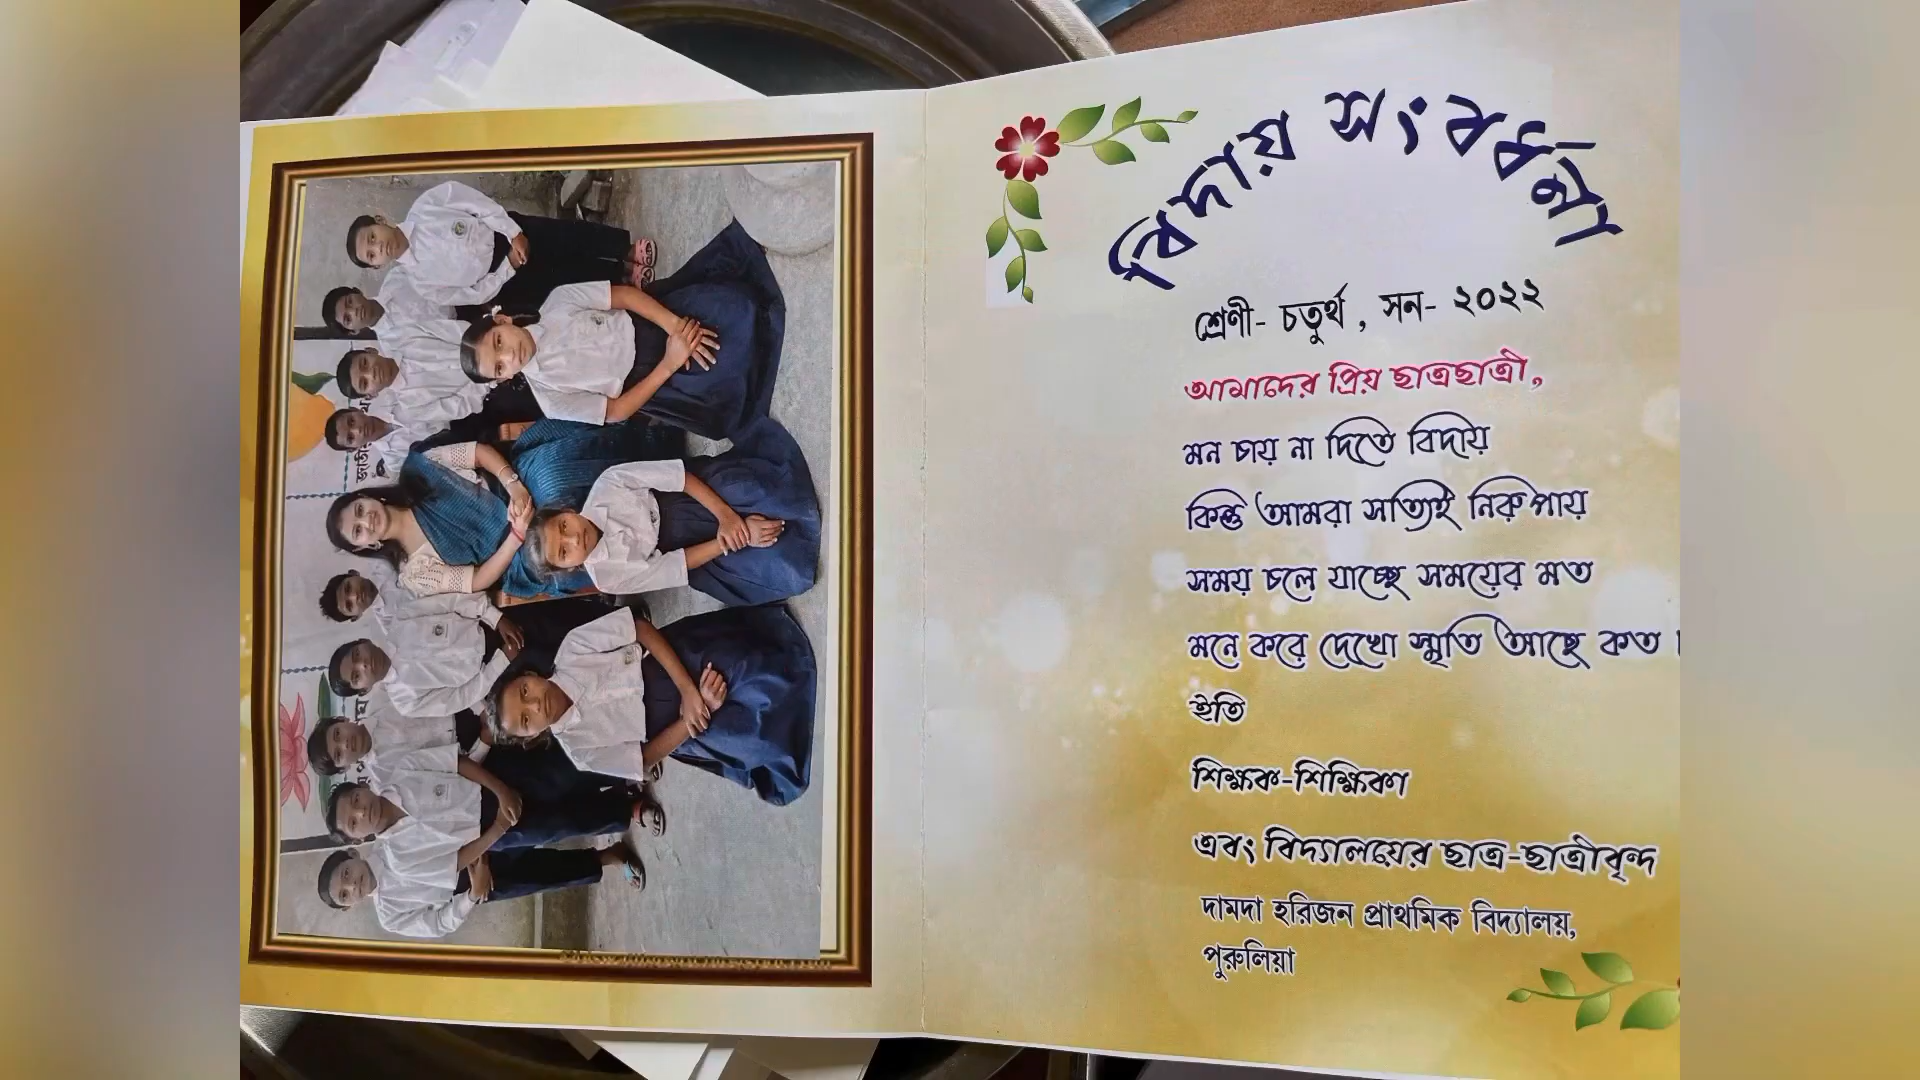 বিদায় সংবর্ধনা
শ্রেণী- চতুর্থ , সন- ২০২২
আমাদের প্রিয় ছাত্রছাত্রী,
মন চায় না দিতে বিদায়
কিন্তু আমরা সত্যিই নিরুপায়
সময় চলে যাচ্ছে সময়ের মত
মনে করে দেখো স্মৃতি আছে কত
ইতি
শিক্ষক-শিক্ষিকা
এবং বিদ্যালয়ের ছাত্র-ছাত্রীবৃন্দ
দামদা হরিজন প্রাথমিক বিদ্যালয়,
পুরুলিয়া